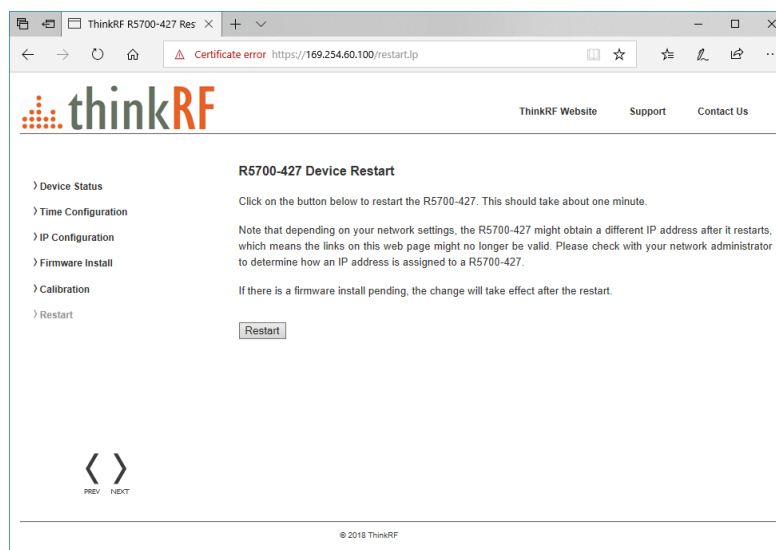 ThinkRF R5700-427 Res
Certificate error https://169.254.60.100/restart.lp
thinkRF
ThinkRF Website Support Contact Us
Device Status
Time Configuration
IP Configuration
Firmware Install
Calibration
Restart
R5700-427 Device Restart
Click on the button below to restart the R5700-427. This should take about one minute.
Note that depending on your network settings, the R5700-427 might obtain a different IP address after it restarts,
which means the links on this web page might no longer be valid. Please check with your network administrator
to determine how an IP address is assigned to a R5700-427.
If there is a firmware install pending, the change will take effect after the restart.
Restart
PREV NEXT
© 2018 ThinkRF